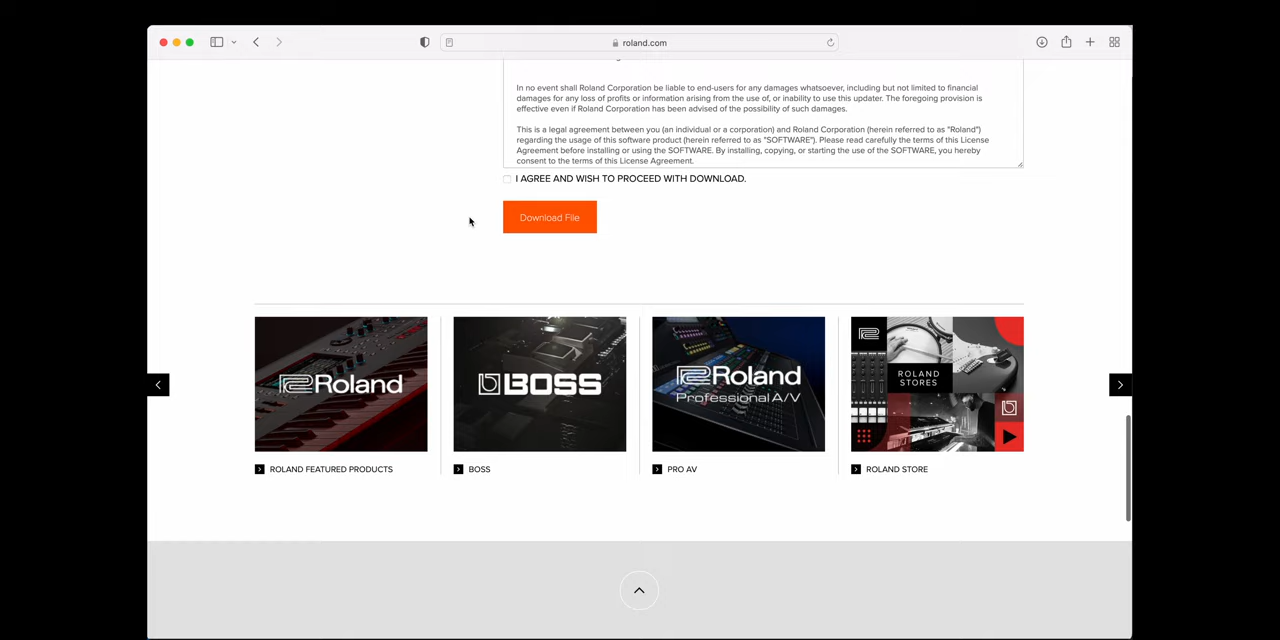 roland.com
In no event shall Roland Corporation be liable to end-users for any damages whatsoever, including but not limited to financial
damages for any loss of profits or information arising from the use of, or inability to use this updater. The foregoing provision is
effective even if Roland Corporation has been advised of the possibility of such damages.
This is a legal agreement between you (an individual or a corporation) and Roland Corporation (herein referred to as "Roland")
regarding the usage of this software product (herein referred to as "SOFTWARE"). Please read carefully the terms of this License
Agreement before installing or using the SOFTWARE. By installing, copying, or starting the use of the SOFTWARE, you hereby
consent to the terms of this License Agreement.
I AGREE AND WISH TO PROCEED WITH DOWNLOAD.
Download File
Roland
BOSS
Roland
Professional A/V
ROLAND
STORES
ROLAND FEATURED PRODUCTS
BOSS
PRO AV
ROLAND STORE